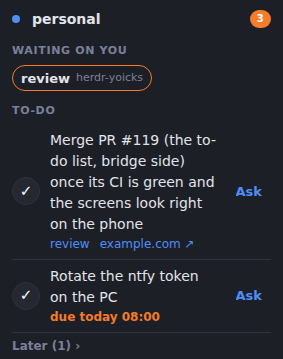 personal 3
WAITING ON YOU
review herdr-yoicks
TO-DO
Merge PR #119 (the to-
do list, bridge side)
once its CI is green and
the screens look right
on the phone
✓ Ask
review example.com ↗
Rotate the ntfy token
on the PC
✓ Ask
due today 08:00
Later (1) ›